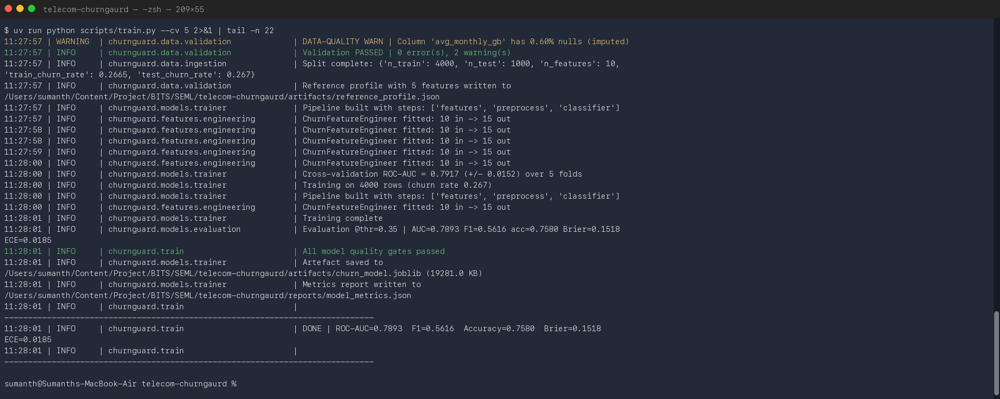 telecom-churngaurd — -zsh — 209×55
$ uv run python scripts/train.py --cv 5 2>&1 | tail -n 22
11:27:57 | WARNING  | churnguard.data.validation             | DATA-QUALITY WARN | Column 'avg_monthly_gb' has 0.60% nulls (imputed)
11:27:57 | INFO     | churnguard.data.validation             | Validation PASSED | 0 error(s), 2 warning(s)
11:27:57 | INFO     | churnguard.data.ingestion              | Split complete: {'n_train': 4000, 'n_test': 1000, 'n_features': 10,
'train_churn_rate': 0.2665, 'test_churn_rate': 0.267}
11:27:57 | INFO     | churnguard.data.validation             | Reference profile with 5 features written to
/Users/sumanth/Content/Project/BITS/SEML/telecom-churngaurd/artifacts/reference_profile.json
11:27:57 | INFO     | churnguard.models.trainer              | Pipeline built with steps: ['features', 'preprocess', 'classifier']
11:27:57 | INFO     | churnguard.features.engineering        | ChurnFeatureEngineer fitted: 10 in -> 15 out
11:27:58 | INFO     | churnguard.features.engineering        | ChurnFeatureEngineer fitted: 10 in -> 15 out
11:27:58 | INFO     | churnguard.features.engineering        | ChurnFeatureEngineer fitted: 10 in -> 15 out
11:27:59 | INFO     | churnguard.features.engineering        | ChurnFeatureEngineer fitted: 10 in -> 15 out
11:28:00 | INFO     | churnguard.features.engineering        | ChurnFeatureEngineer fitted: 10 in -> 15 out
11:28:00 | INFO     | churnguard.models.trainer              | Cross-validation ROC-AUC = 0.7917 (+/- 0.0152) over 5 folds
11:28:00 | INFO     | churnguard.models.trainer              | Training on 4000 rows (churn rate 0.267)
11:28:00 | INFO     | churnguard.models.trainer              | Pipeline built with steps: ['features', 'preprocess', 'classifier']
11:28:00 | INFO     | churnguard.features.engineering        | ChurnFeatureEngineer fitted: 10 in -> 15 out
11:28:01 | INFO     | churnguard.models.trainer              | Training complete
11:28:01 | INFO     | churnguard.models.evaluation           | Evaluation @thr=0.35 | AUC=0.7893 F1=0.5616 acc=0.7580 Brier=0.1518
ECE=0.0185
11:28:01 | INFO     | churnguard.train                       | All model quality gates passed
11:28:01 | INFO     | churnguard.models.trainer              | Artefact saved to
/Users/sumanth/Content/Project/BITS/SEML/telecom-churngaurd/artifacts/churn_model.joblib (19281.0 KB)
11:28:01 | INFO     | churnguard.models.trainer              | Metrics report written to
/Users/sumanth/Content/Project/BITS/SEML/telecom-churngaurd/reports/model_metrics.json
11:28:01 | INFO     | churnguard.train                       |
------------------------------------------------------------------------------
11:28:01 | INFO     | churnguard.train                       | DONE | ROC-AUC=0.7893  F1=0.5616  Accuracy=0.7580  Brier=0.1518
ECE=0.0185
11:28:01 | INFO     | churnguard.train                       |
------------------------------------------------------------------------------
sumanth@Sumanths-MacBook-Air telecom-churngaurd %